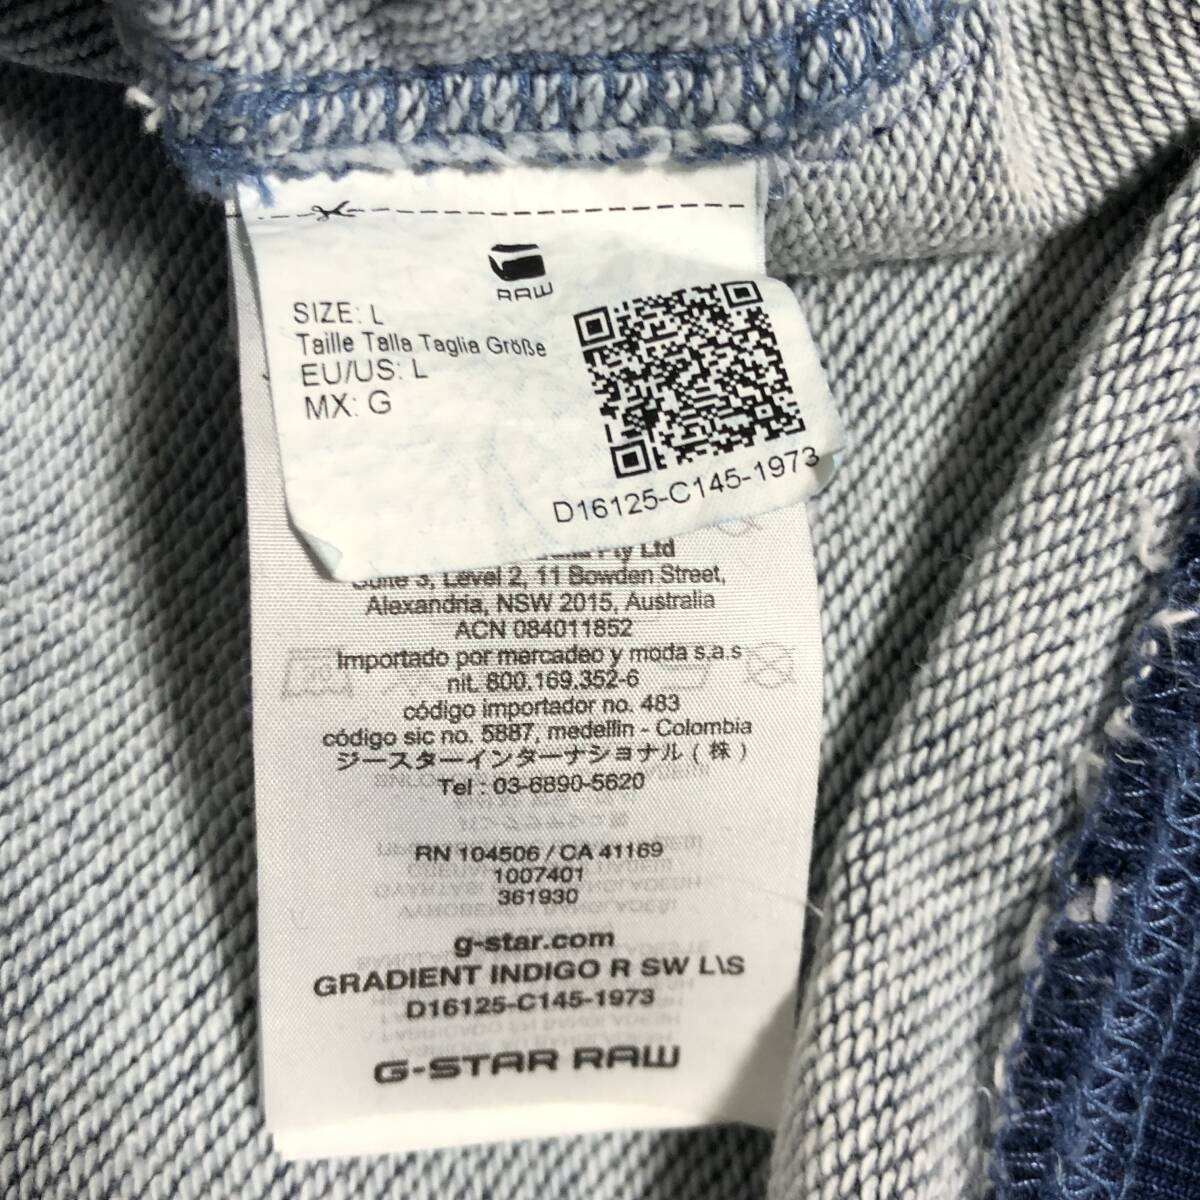 RAW
SIZE: L
Taille Talla Taglia Größe
EU/US: L
MX: G
D16125-C145-1973
Pty Ltd
Suite 3, Level 2, 11 Bowden Street,
Alexandria, NSW 2015, Australia
ACN 084011852
Importado por mercadeo y moda s.a.s
nit. 800.169.352-6
código importador no. 483
código sic no. 5887, medellin - Colombia
ジースターインターナショナル(株)
Tel : 03-6890-5620
RN 104506 / CA 41169
1007401
361930
g-star.com
GRADIENT INDIGO R SW L\S
D16125-C145-1973
G-STAR RAW